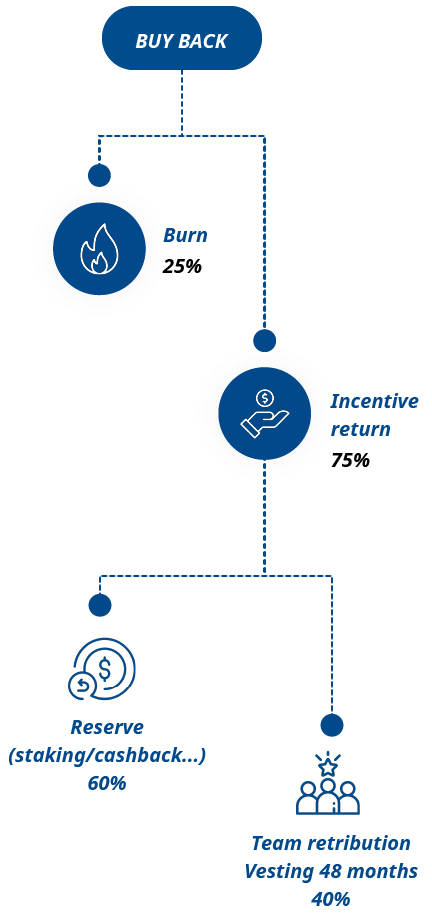 BUY BACK
Burn
25%
Incentive
return
75%
Reserve
(staking/cashback...)
60%
Team retribution
Vesting 48 months
40%